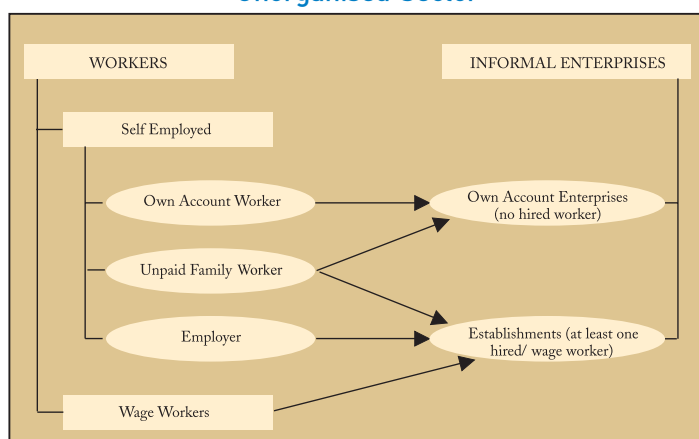 WORKERS
INFORMAL ENTERPRISES
Self Employed
Own Account Worker
Own Account Enterprises
(no hired worker)
Unpaid Family Worker
Employer
Establishments (at least one
hired/ wage worker)
Wage Workers